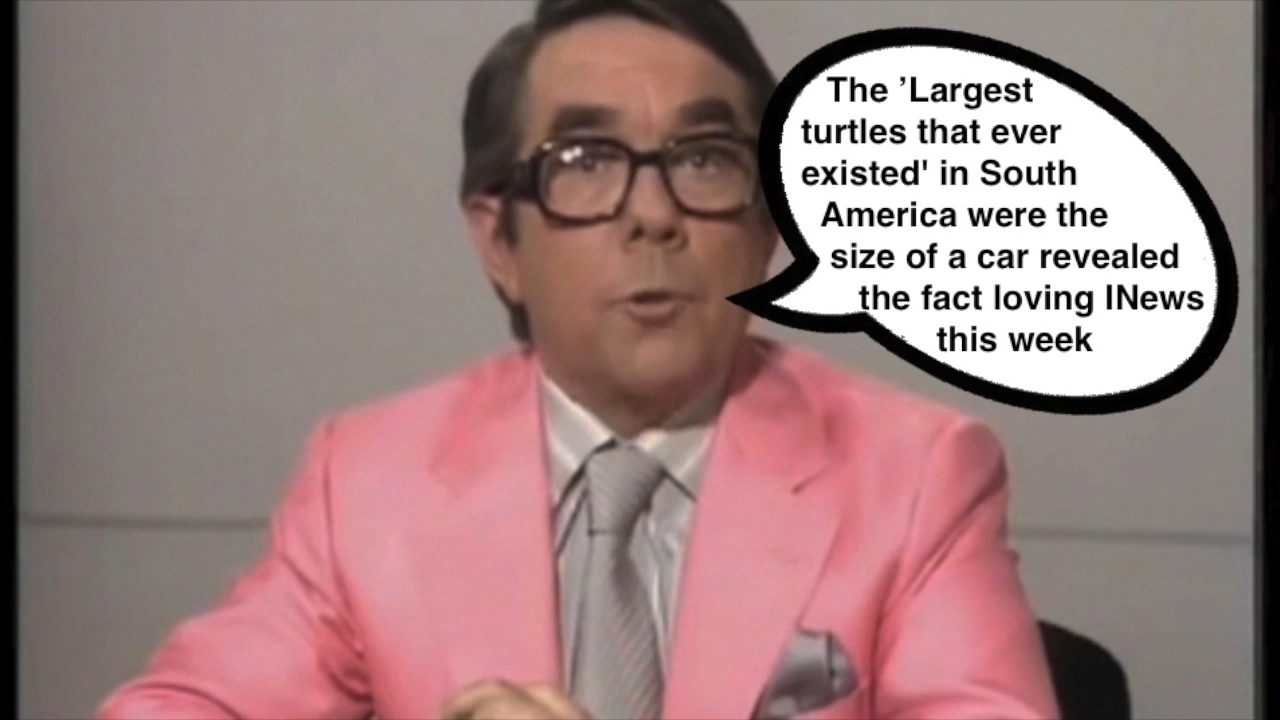 The ’Largest
turtles that ever
existed' in South
America were the
size of a car revealed
the fact loving INews
this week